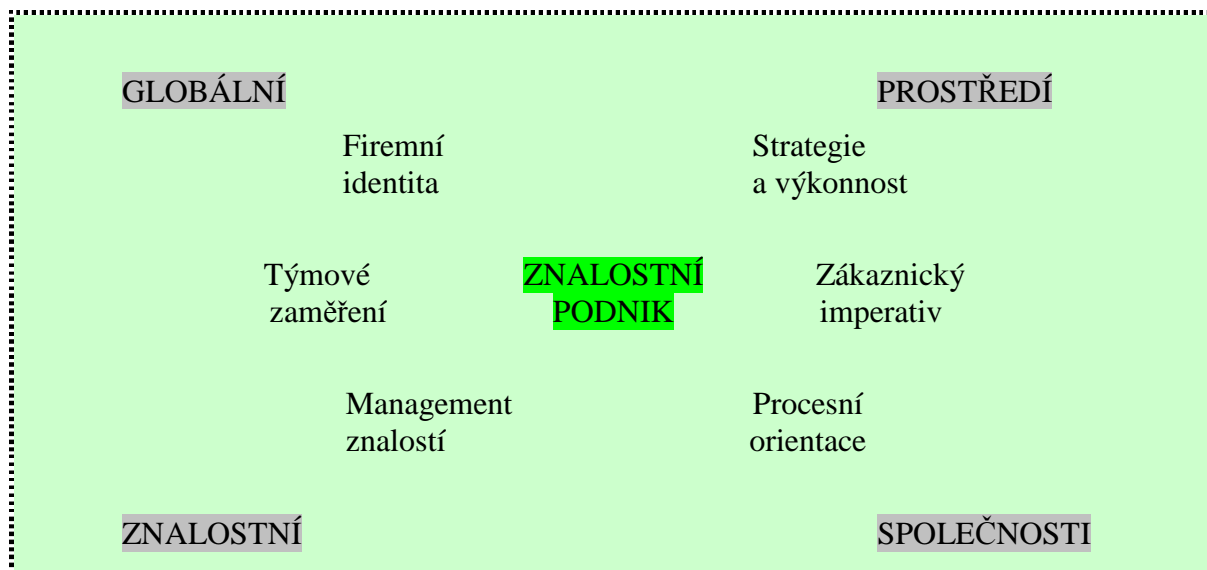 GLOBÁLNÍ PROSTŘEDÍ
Firemní Strategie
identita a výkonnost
Týmové ZNALOSTNÍ Zákaznický
zaměření PODNIK imperativ
Management Procesní
znalostí orientace
ZNALOSTNÍ SPOLEČNOSTI